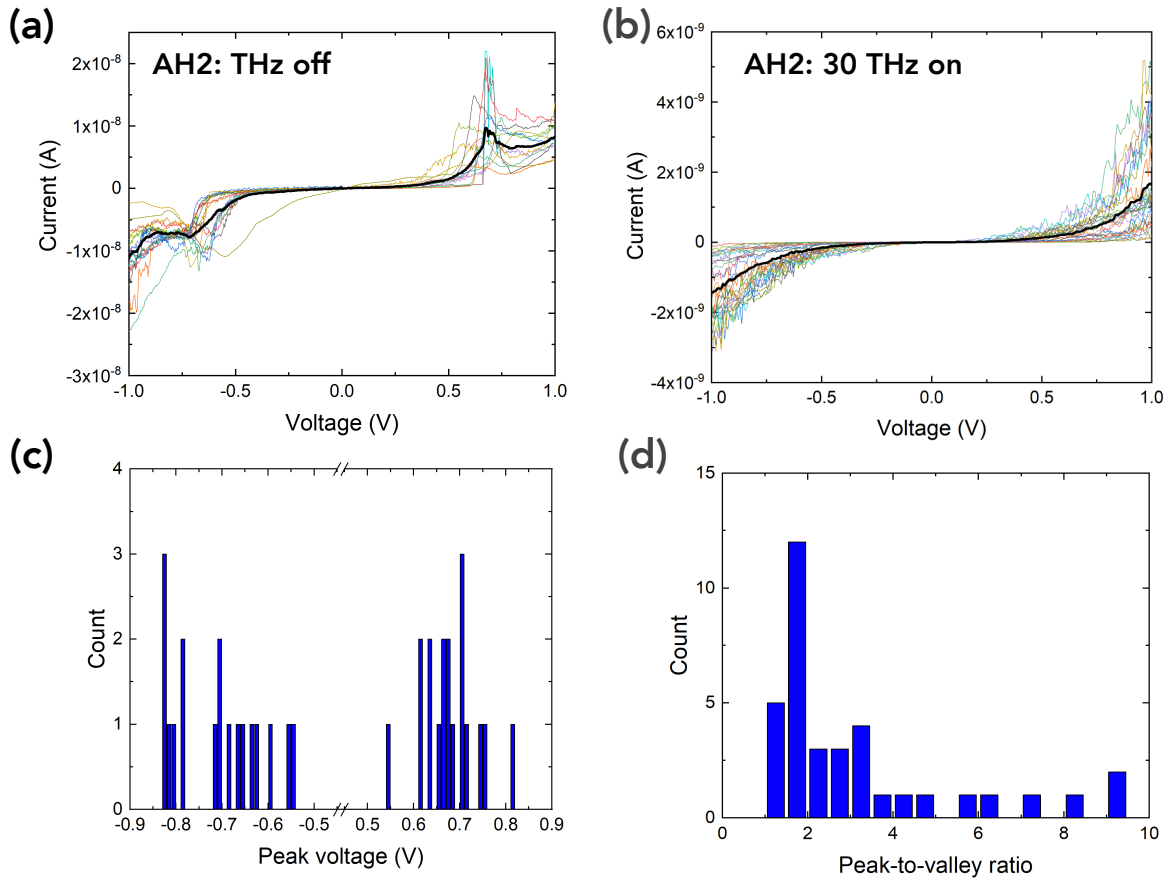 (a)
AH2: THz off
2x10-8
1x10-8
0
-1x10-8
-2x10-8
-3x10-8
Current (A)
-1.0 -0.5 0.0 0.5 1.0
Voltage (V)
(b)
AH2: 30 THz on
6x10-9
4x10-9
2x10-9
0
-2x10-9
-4x10-9
Current (A)
-1.0 -0.5 0.0 0.5 1.0
Voltage (V)
(c)
4
3
2
1
0
Count
-0.9 -0.8 -0.7 -0.6 -0.5 0.5 0.6 0.7 0.8 0.9
Peak voltage (V)
(d)
15
10
5
0
Count
0 2 4 6 8 10
Peak-to-valley ratio